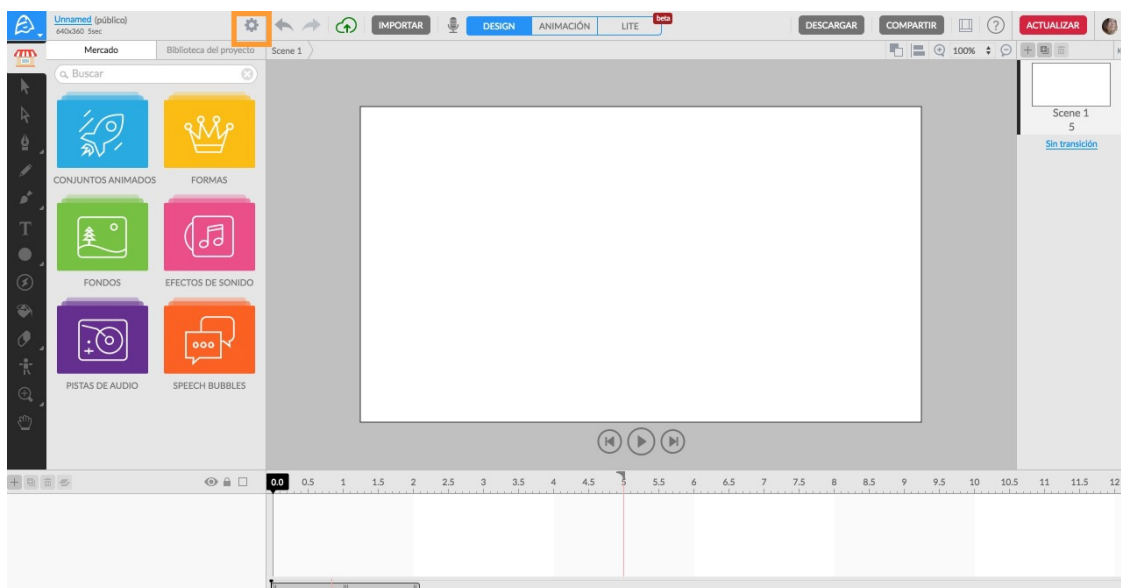 Unnamed (público)
640x360 5sec
IMPORTAR
DESIGN ANIMACIÓN LITE beta
DESCARGAR COMPARTIR ? ACTUALIZAR
Mercado Biblioteca del proyecto Scene 1 100%
Buscar
Scene 1
5
Sin transición
CONJUNTOS ANIMADOS FORMAS
FONDOS EFECTOS DE SONIDO
PISTAS DE AUDIO SPEECH BUBBLES
0.0 0.5 1 1.5 2 2.5 3 3.5 4 4.5 5 5.5 6 6.5 7 7.5 8 8.5 9 9.5 10 10.5 11 11.5 12